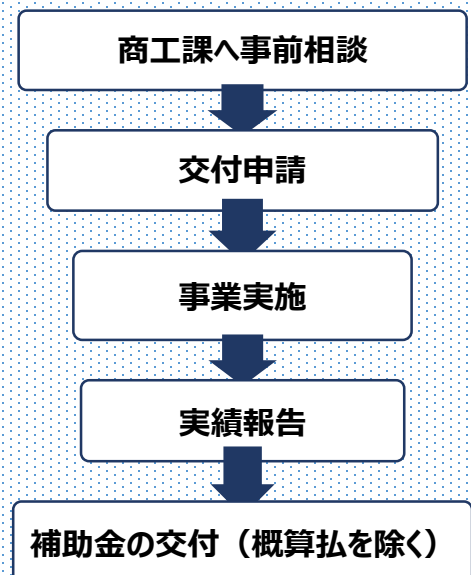 商工課へ事前相談
交付申請
事業実施
実績報告
補助金の交付（概算払を除く）